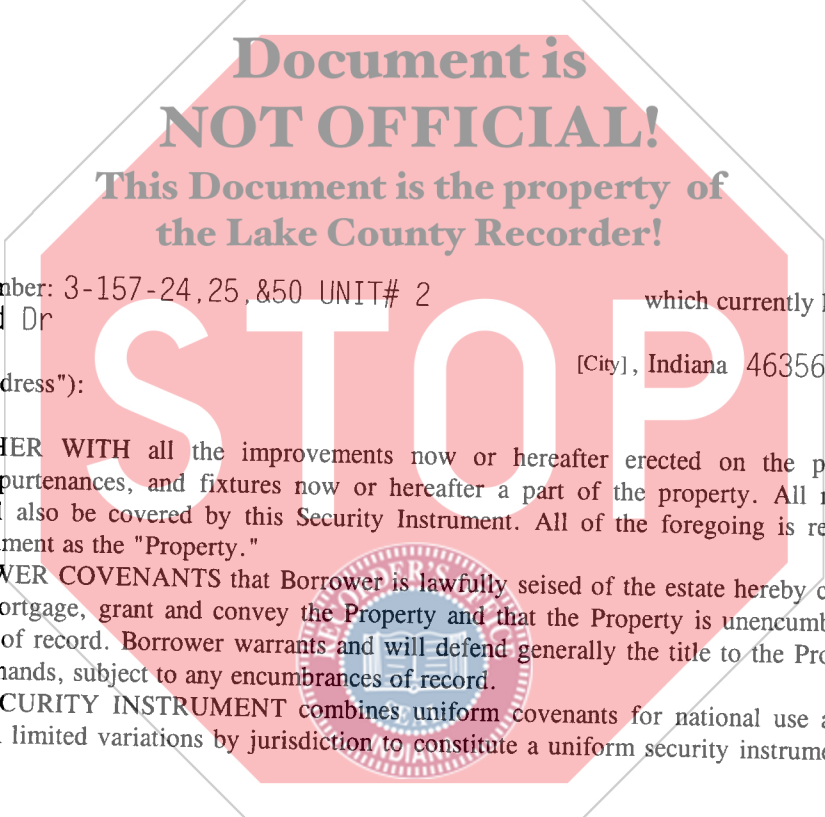 Document is
NOT OFFICIAL!
This Document is the property of
the Lake County Recorder!
nber: 3-157-24,25,&50 UNIT# 2 which currently
Dr
[City], Indiana 46356
dress"):
STOP
HER WITH all the improvements now or hereafter erected on the p
purtenances, and fixtures now or hereafter a part of the property. All
also be covered by this Security Instrument. All of the foregoing is re
ment as the "Property."
WER COVENANTS that Borrower is lawfully seised of the estate hereby c
ortgage, grant and convey the Property and that the Property is unencumb
of record. Borrower warrants and will defend generally the title to the Pro
nands, subject to any encumbrances of record.
CURITY INSTRUMENT combines uniform covenants for national use a
limited variations by jurisdiction to constitute a uniform security instrume
RECORDER'S OFFICE
SEAL
INDIANA